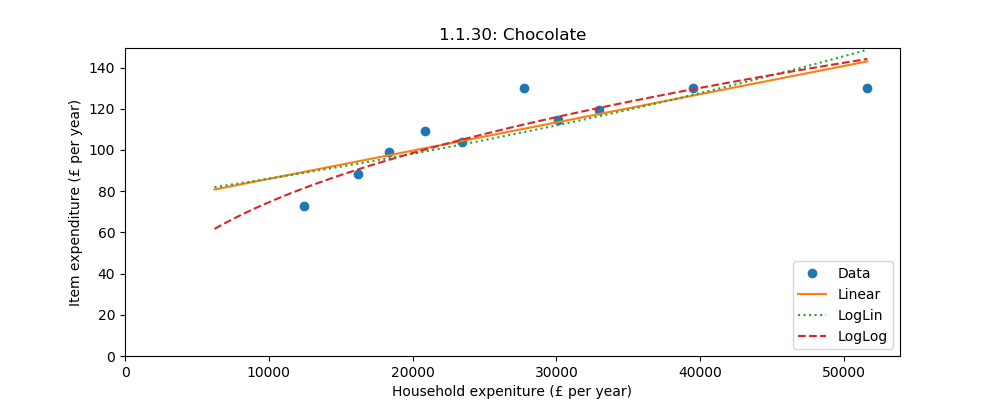 1.1.30: Chocolate
Item expenditure (£ per year)
140
120
100
80
60
40
20
0
0 10000 20000 30000 40000 50000
Household expeniture (£ per year)
Data
Linear
LogLin
LogLog